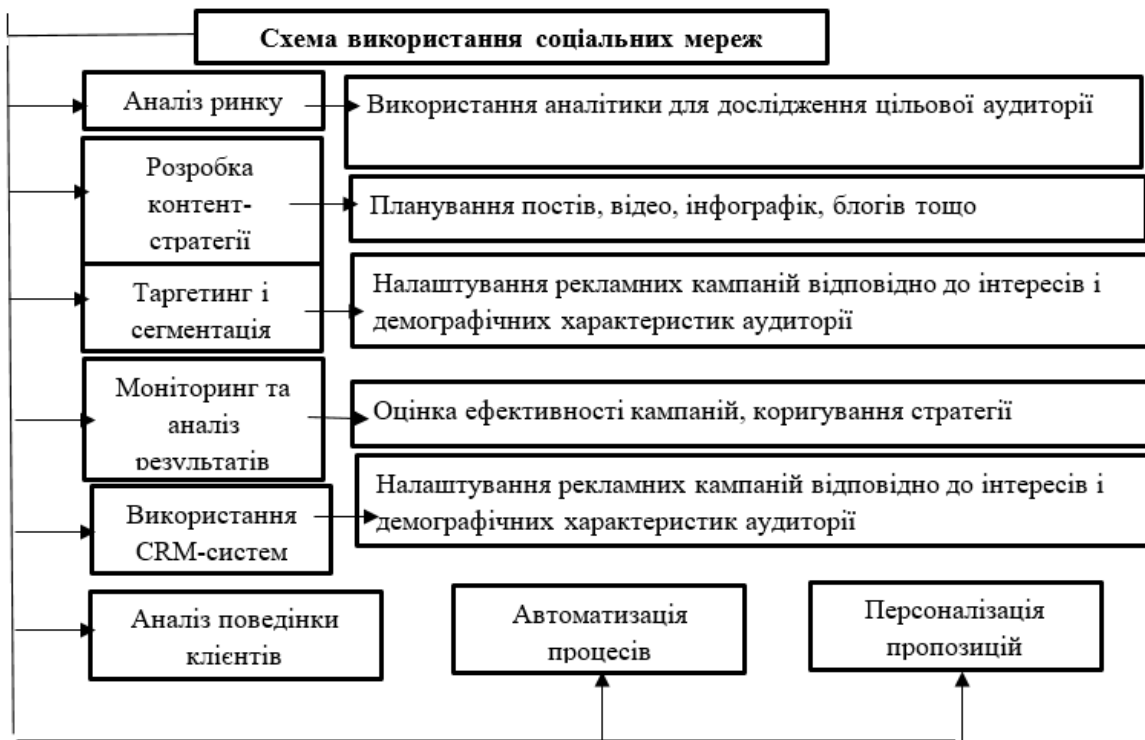 Схема використання соціальних мереж
Аналіз ринку
Використання аналітики для дослідження цільової аудиторії
Розробка
контент-
стратегії
Планування постів, відео, інфографік, блогів тощо
Таргетинг і
сегментація
Налаштування рекламних кампаній відповідно до інтересів і
демографічних характеристик аудиторії
Моніторинг та
аналіз
результатів
Оцінка ефективності кампаній, коригування стратегії
Використання
CRM-систем
Налаштування рекламних кампаній відповідно до інтересів і
демографічних характеристик аудиторії
Аналіз поведінки
клієнтів
Автоматизація
процесів
Персоналізація
пропозицій